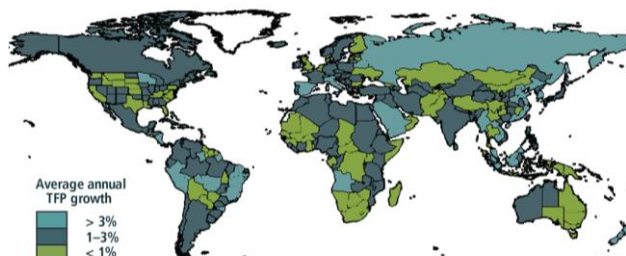 Average annual
TFP growth
> 3%
1–3%
< 1%